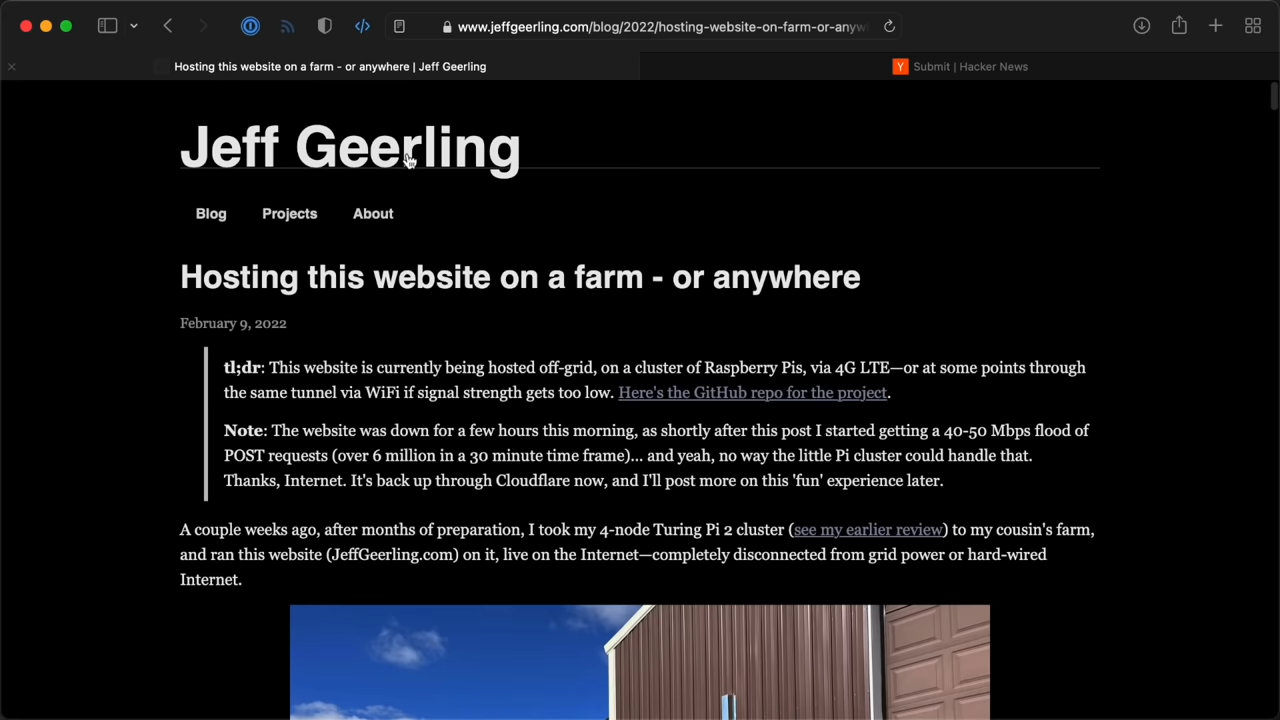 www.jeffgeerling.com/blog/2022/hosting-website-on-farm-or-anyw
Hosting this website on a farm - or anywhere | Jeff Geerling
Y Submit | Hacker News
Jeff Geerling
Blog Projects About
Hosting this website on a farm - or anywhere
February 9, 2022
tl;dr: This website is currently being hosted off-grid, on a cluster of Raspberry Pis, via 4G LTE—or at some points through
the same tunnel via WiFi if signal strength gets too low. Here's the GitHub repo for the project.
Note: The website was down for a few hours this morning, as shortly after this post I started getting a 40-50 Mbps flood of
POST requests (over 6 million in a 30 minute time frame)... and yeah, no way the little Pi cluster could handle that.
Thanks, Internet. It's back up through Cloudflare now, and I'll post more on this 'fun' experience later.
A couple weeks ago, after months of preparation, I took my 4-node Turing Pi 2 cluster (see my earlier review) to my cousin's farm,
and ran this website (JeffGeerling.com) on it, live on the Internet—completely disconnected from grid power or hard-wired
Internet.